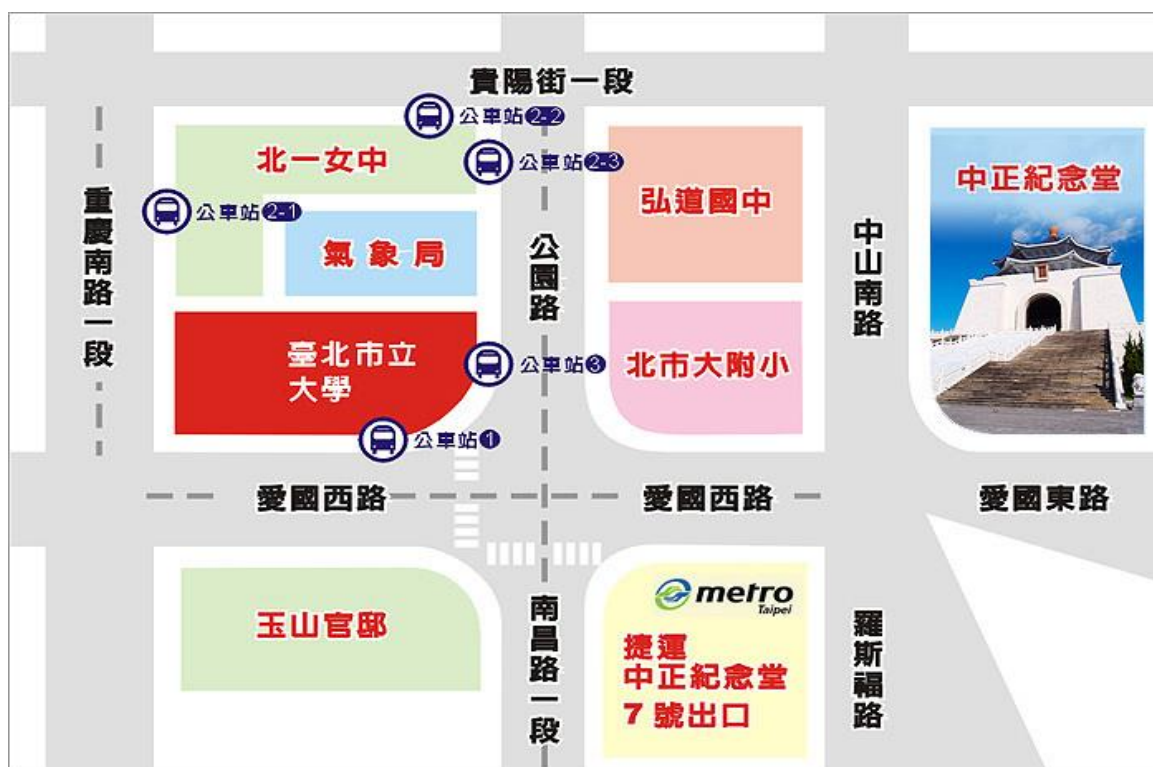 貴陽街一段
公車站2-2
北一女中
公車站2-3
中正紀念堂
弘道國中
重慶南路一段
公車站2-1
氣象局
公園路
中山南路
臺北市立
大學
公車站3
北市大附小
公車站1
愛國西路
愛國西路
愛國東路
metro
Taipei
玉山官邸
南昌路一段
捷運
中正紀念堂
7號出口
羅斯福路